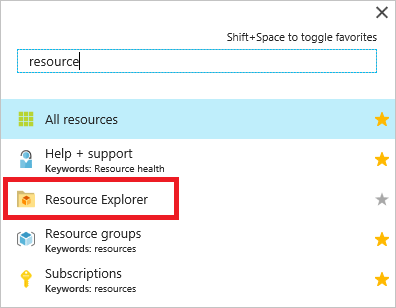 Shift+Space to toggle favorites
resource
All resources
Help + support
Keywords: Resource health
Resource Explorer
Resource groups
Keywords: resources
Subscriptions
Keywords: resources